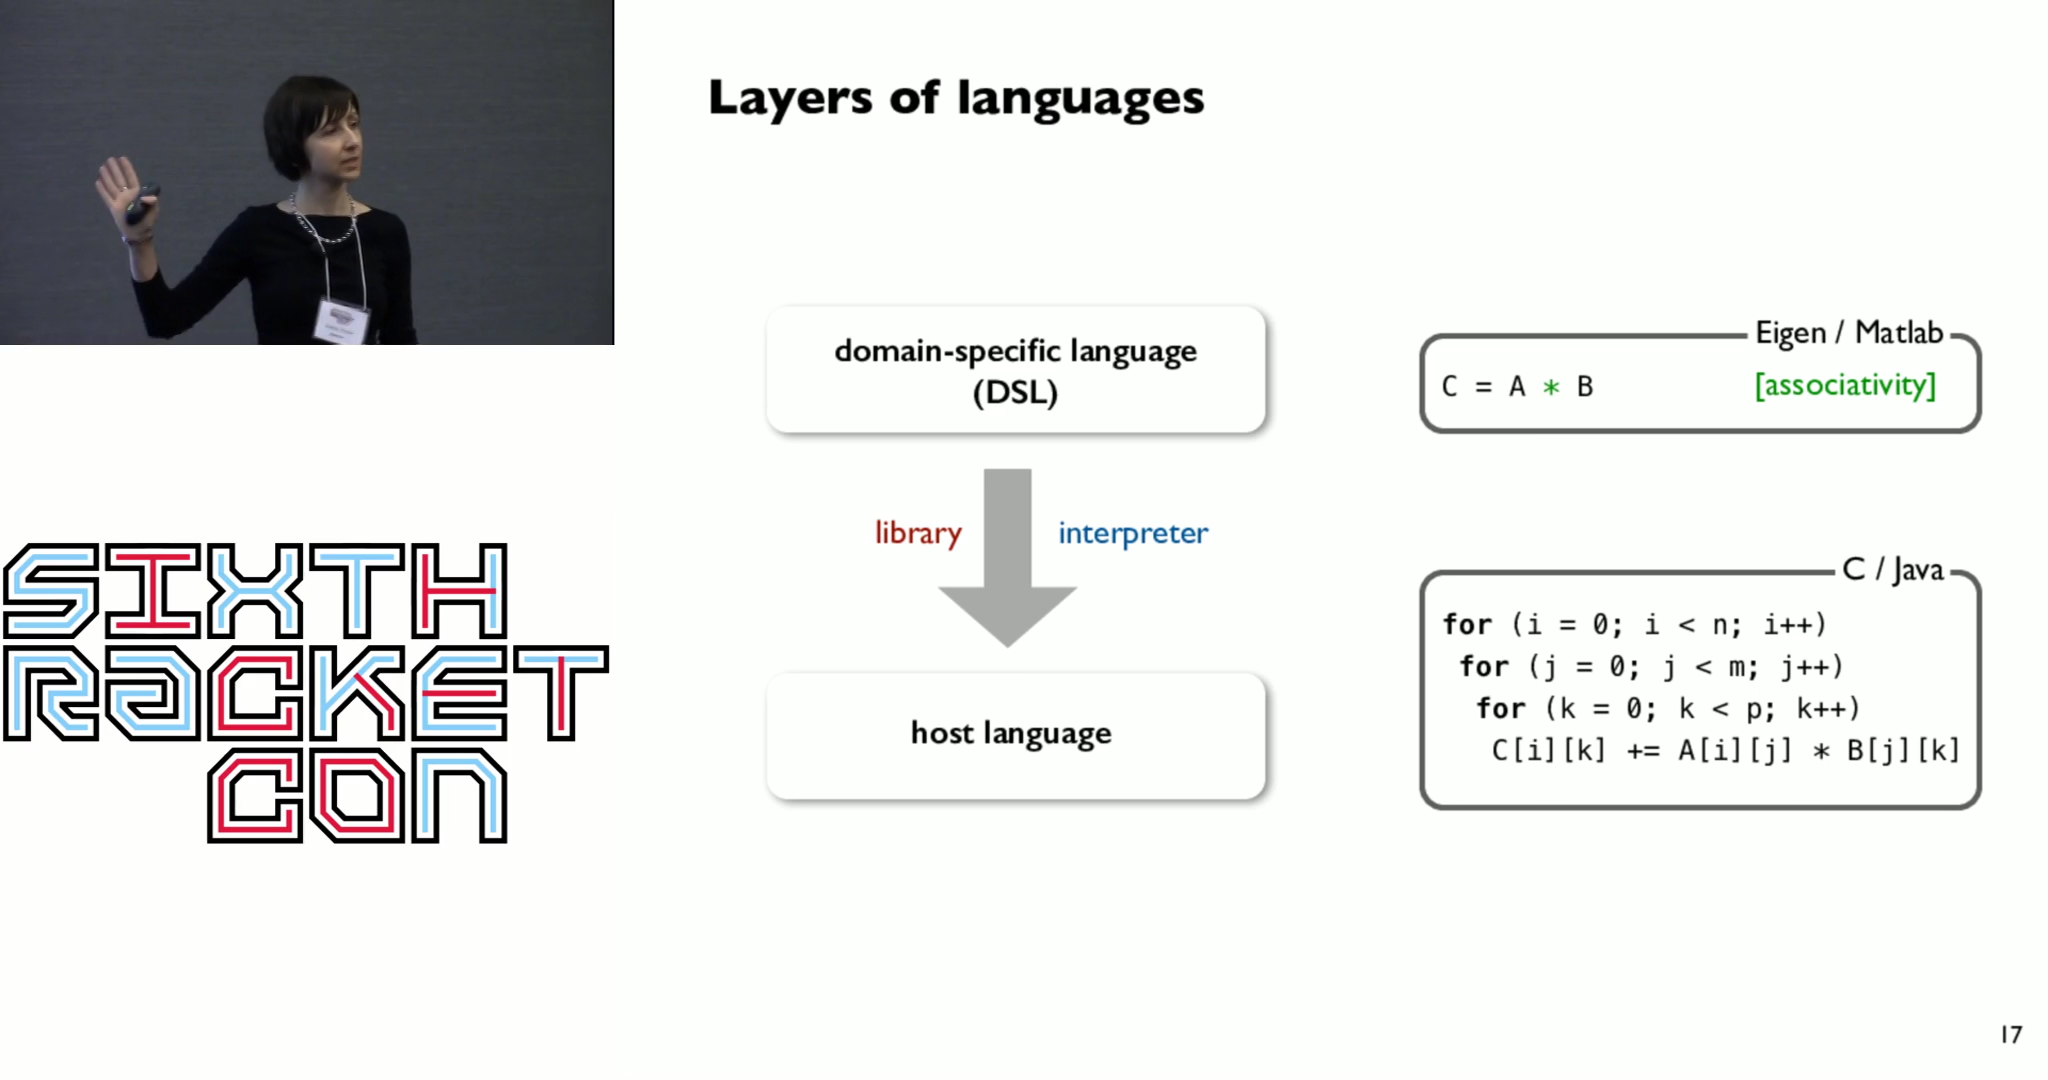 Layers of languages
domain-specific language
(DSL)
library
interpreter
host language
Eigen / Matlab
C = A * B
[associativity]
C / Java
for (i = 0; i < n; i++)
for (j = 0; j < m; j++)
for (k = 0; k < p; k++)
C[i][k] += A[i][j] * B[j][k]
SIXTH
RACKET
CON
17